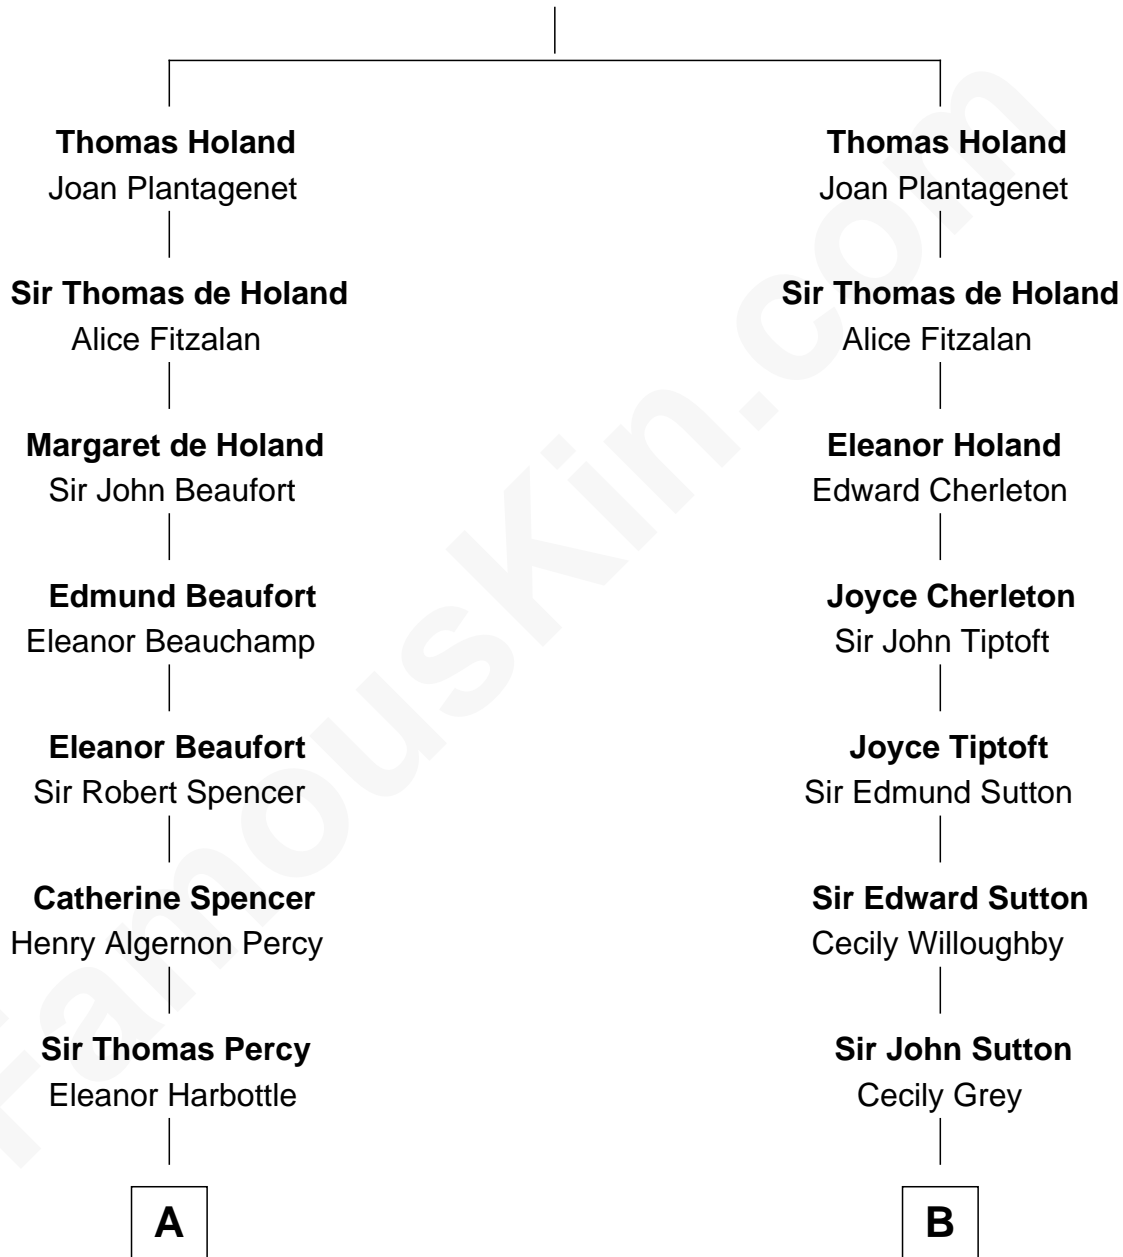 Thomas Holand
Joan Plantagenet
Sir Thomas de Holand
Alice Fitzalan
Margaret de Holand
Sir John Beaufort
Edmund Beaufort
Eleanor Beauchamp
Eleanor Beaufort
Sir Robert Spencer
Catherine Spencer
Henry Algernon Percy
Sir Thomas Percy
Eleanor Harbottle
A
Thomas Holand
Joan Plantagenet
Sir Thomas de Holand
Alice Fitzalan
Eleanor Holand
Edward Cherleton
Joyce Cherleton
Sir John Tiptoft
Joyce Tiptoft
Sir Edmund Sutton
Sir Edward Sutton
Cecily Willoughby
Sir John Sutton
Cecily Grey
B
FamousKin.com